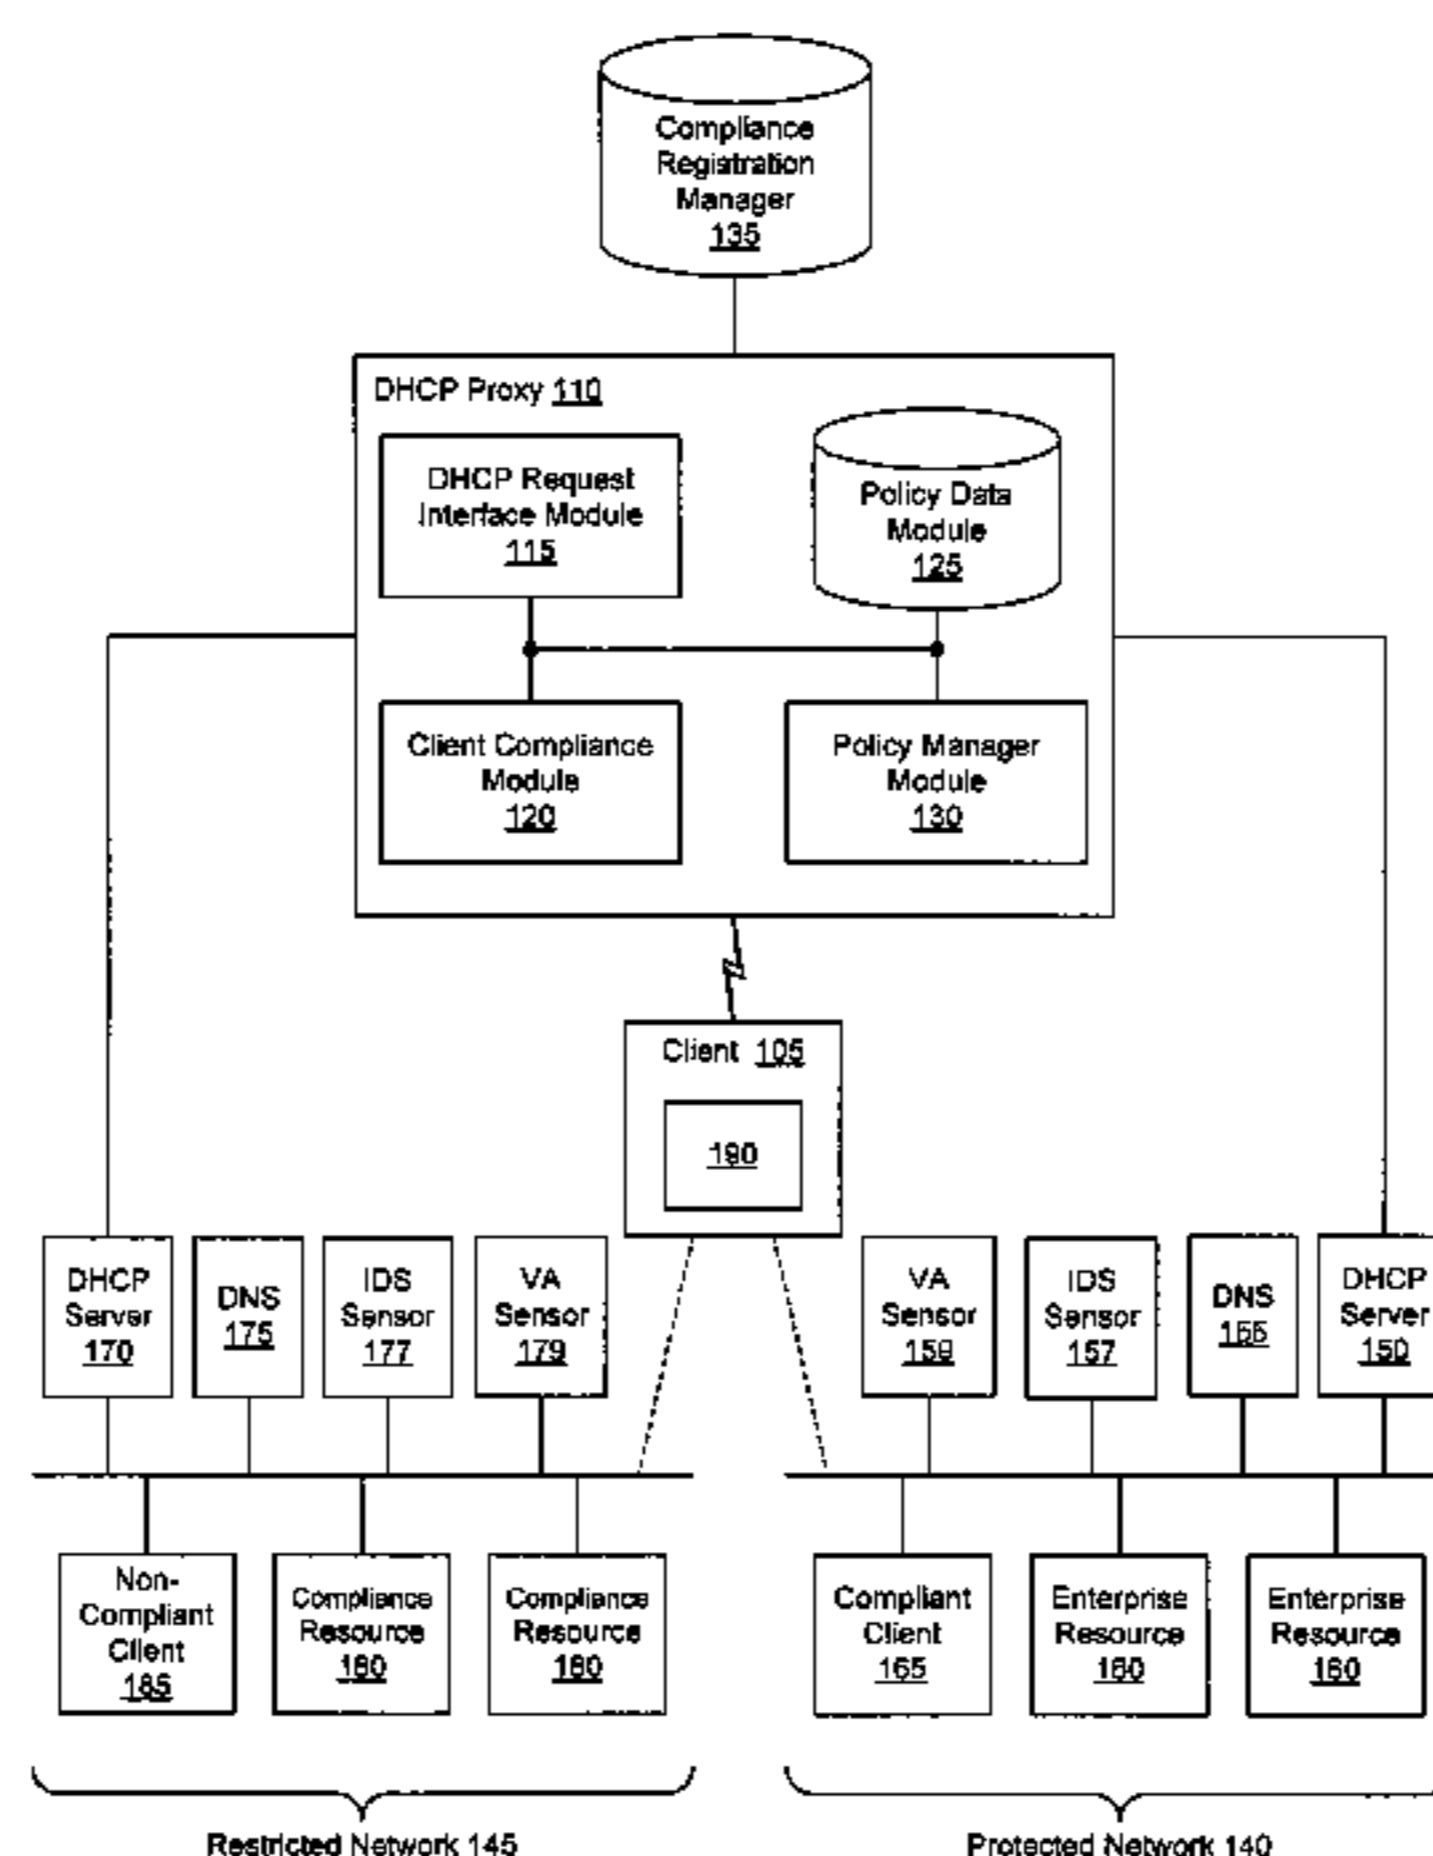 Compliance
Registration
Manager
135
DHCP Proxy 110
DHCP Request
Interface Module
115
Policy Data
Module
125
Client Compliance
Module
120
Policy Manager
Module
130
Client 105
190
DHCP
Server
170
DNS
175
IDS
Sensor
177
VA
Sensor
179
VA
Sensor
159
IDS
Sensor
157
DNS
155
DHCP
Server
150
Non-
Compliant
Client
185
Compliance
Resource
180
Compliance
Resource
180
Compliant
Client
165
Enterprise
Resource
160
Enterprise
Resource
160
Restricted Network 145
Protected Network 140